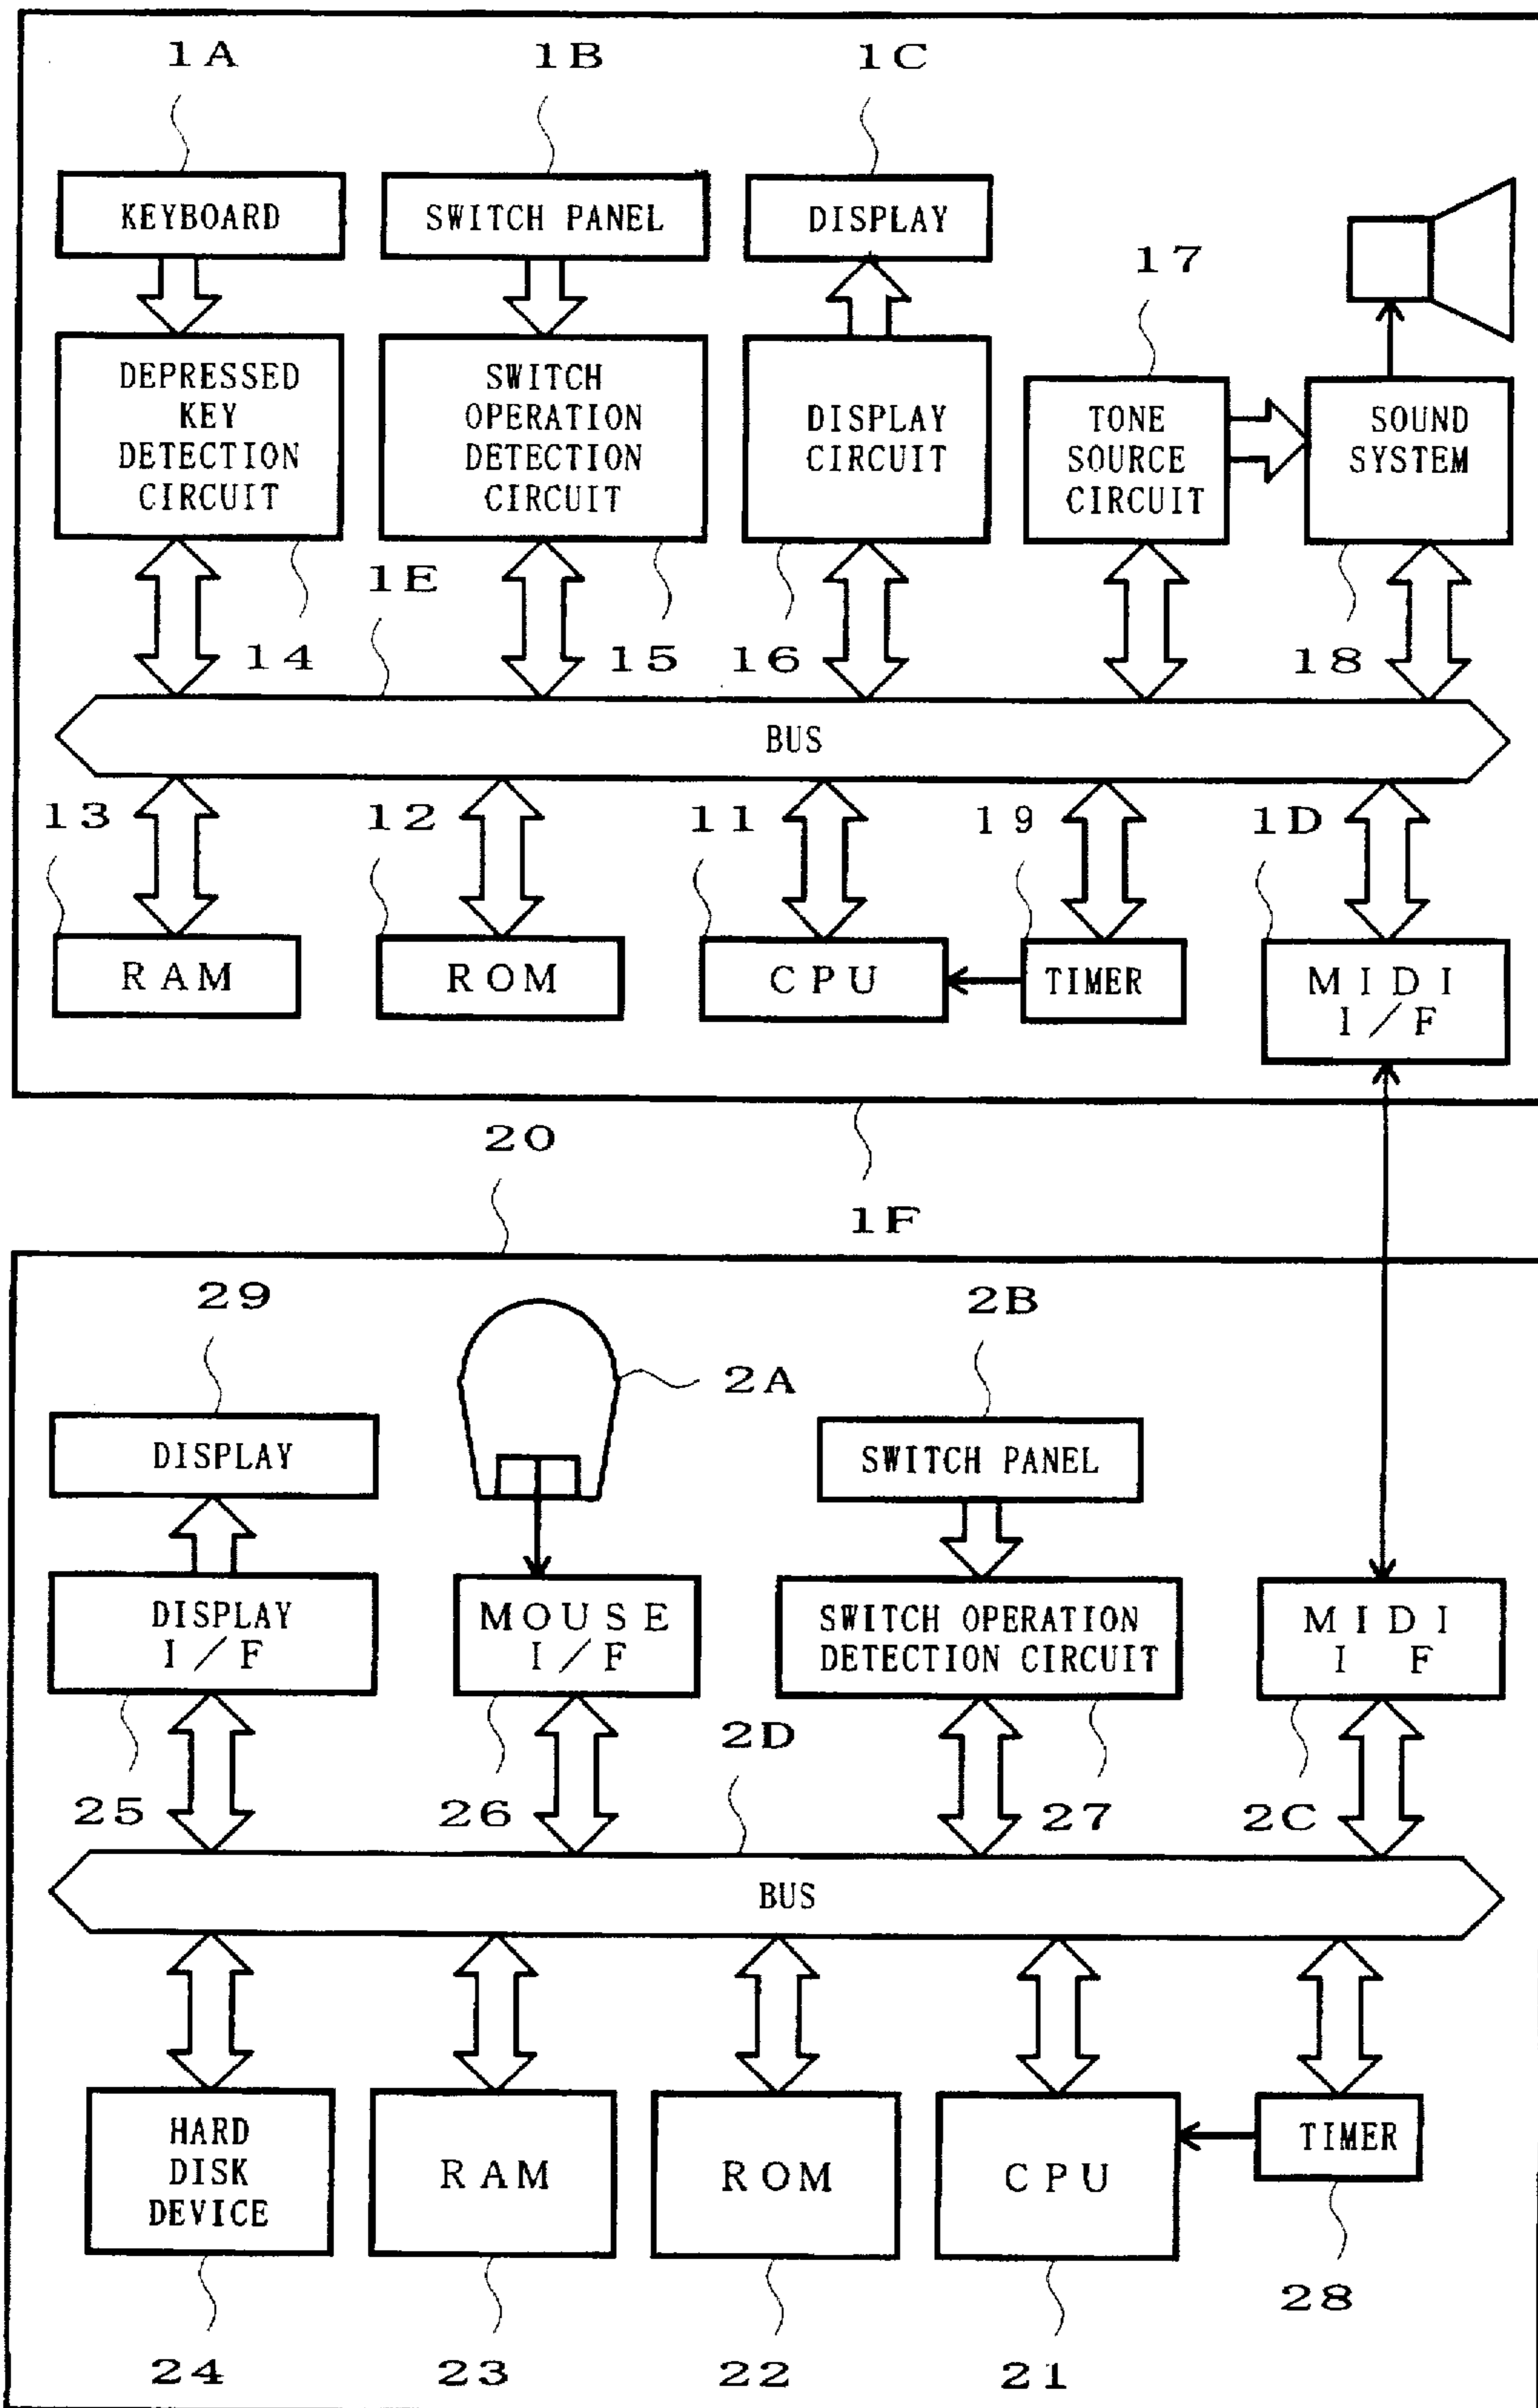 1A
1B
1C
KEYBOARD
SWITCH PANEL
DISPLAY
17
DEPRESSED
KEY
DETECTION
CIRCUIT
SWITCH
OPERATION
DETECTION
CIRCUIT
DISPLAY
CIRCUIT
TONE
SOURCE
CIRCUIT
SOUND
SYSTEM
1E
14
15
16
18
BUS
13
12
11
19
1D
RAM
ROM
CPU
TIMER
MIDI
I/F
20
1F
29
2A
2B
DISPLAY
SWITCH PANEL
DISPLAY
I/F
MOUSE
I/F
SWITCH OPERATION
DETECTION CIRCUIT
MIDI
I F
25
26
2D
27
2C
BUS
HARD
DISK
DEVICE
RAM
ROM
CPU
TIMER
28
24
23
22
21